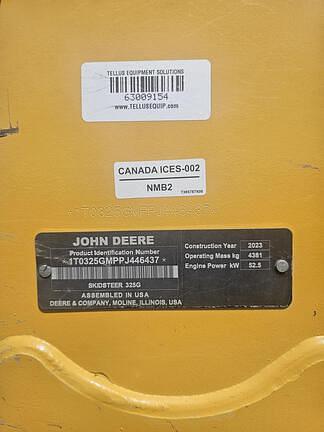 TELLUS EQUIPMENT SOLUTIONS
63009154
WWW.TELLUSEQUIP.com
CANADA ICES-002
NMB2
JOHN DEERE
Product Identification Number
*1T0325GMPPJ446437*
SKIDSTEER 325G
ASSEMBLED IN USA
DEERE & COMPANY, MOLINE, ILLINOIS, USA
Construction Year 2023
Operating Mass kg 4381
Engine Power kW 52.5